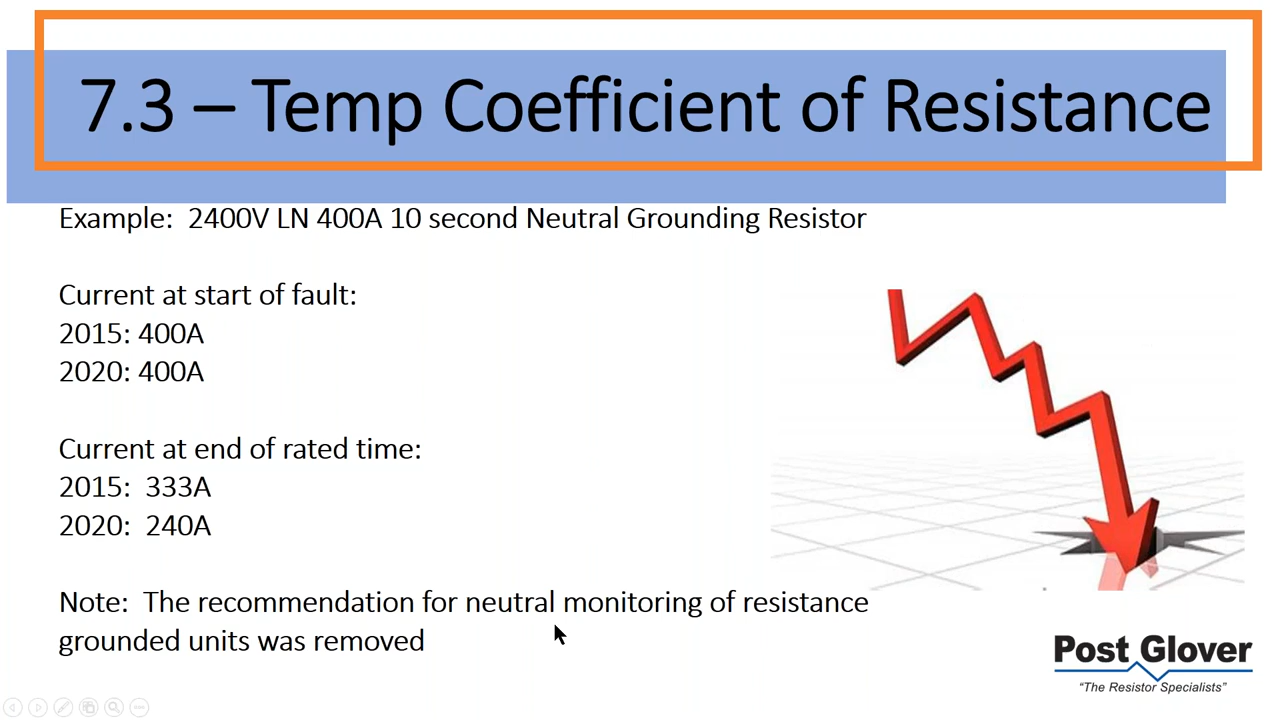 7.3 – Temp Coefficient of Resistance
Example:  2400V LN 400A 10 second Neutral Grounding Resistor
Current at start of fault:
2015: 400A
2020: 400A
Current at end of rated time:
2015:  333A
2020:  240A
Note:  The recommendation for neutral monitoring of resistance
grounded units was removed
Post Glover
“The Resistor Specialists”